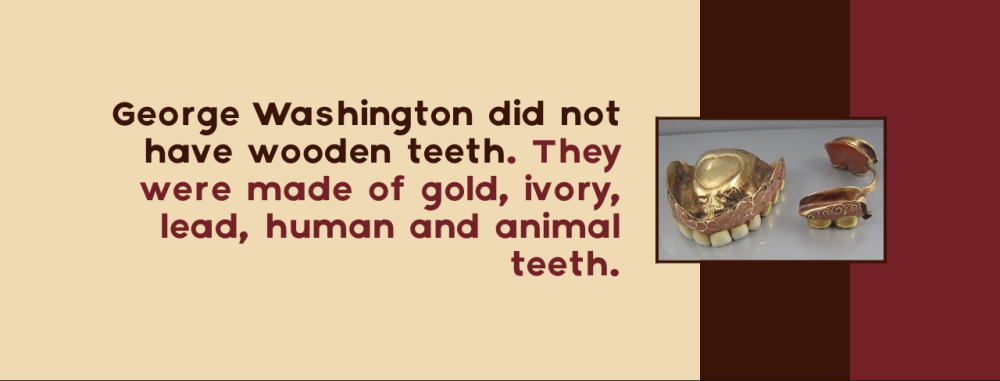 George Washington did not
have wooden teeth. They
were made of gold, ivory,
lead, human and animal
teeth.